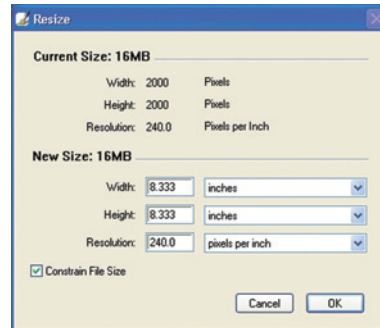 Resize
Current Size: 16MB
Width: 2000 Pixels
Height: 2000 Pixels
Resolution: 240.0 Pixels per Inch
New Size: 16MB
Width: 8.333 inches
Height: 8.333 inches
Resolution: 240.0 pixels per inch
Constrain File Size
Cancel OK